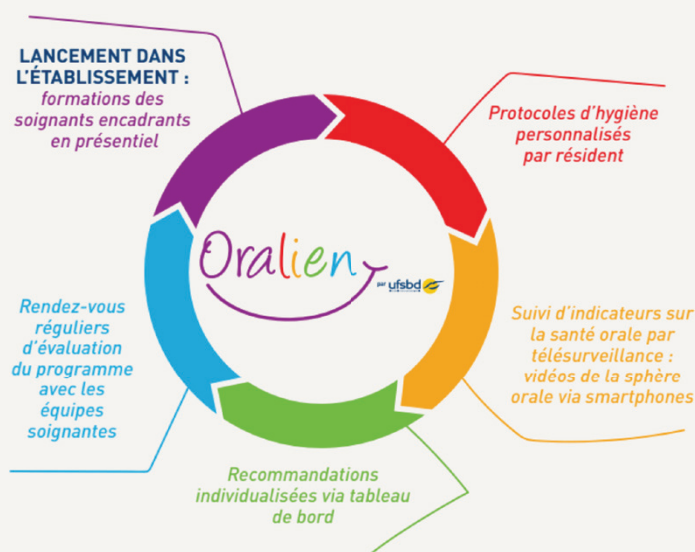 LANCEMENT DANS
L'ÉTABLISSEMENT :
formations des
soignants encadrants
en présentiel
Protocoles d'hygiène
personnalisés
par résident
Oralien
par ufsbd
Suivi d'indicateurs sur
la santé orale par
télésurveillance :
vidéos de la sphère
orale via smartphones
Recommandations
individualisées via tableau
de bord
Rendez-vous
réguliers
d'évaluation
du programme
avec les
équipes
soignantes